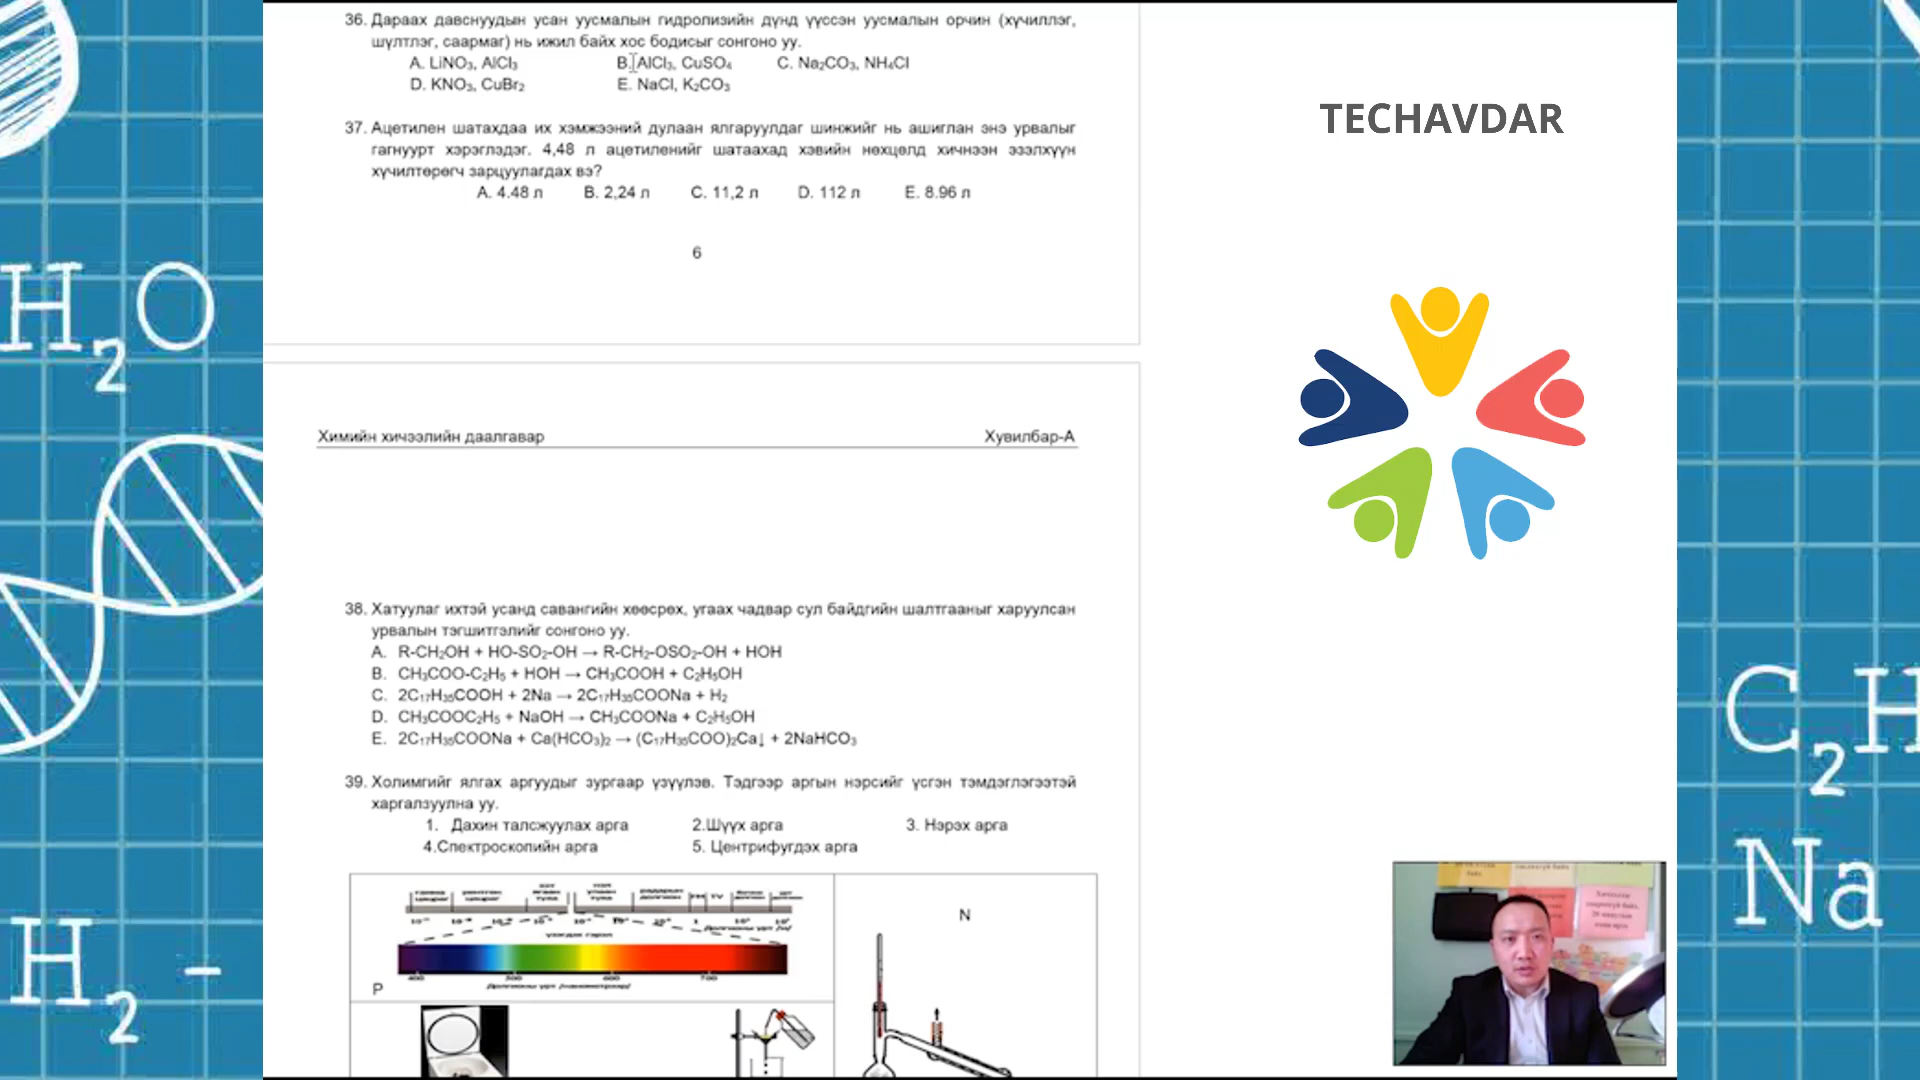 36. Дараах давснуудын усан уусмалын гидролизийн дүнд үүссэн уусмалын орчин (хүчиллэг,
шүлтлэг, саармаг) нь ижил байх хос бодисыг сонгоно уу.
A. LiNO₃, AlCl₃ B. AlCl₃, CuSO₄ C. Na₂CO₃, NH₄Cl
D. KNO₃, CuBr₂ E. NaCl, K₂CO₃
37. Ацетилен шатахдаа их хэмжээний дулаан ялгаруулдаг шинжийг нь ашиглан энэ урвалыг
гагнуурт хэрэглэдэг. 4,48 л ацетиленийг шатаахад хэвийн нөхцөлд хичнээн эзэлхүүн
хүчилтөрөгч зарцуулагдах вэ?
A. 4.48 л B. 2,24 л C. 11,2 л D. 112 л E. 8.96 л
6
Химийн хичээлийн даалгавар Хувилбар-А
38. Хатуулаг ихтэй усанд савангийн хөөсрөх, угаах чадвар сул байдгийн шалтгааныг харуулсан
урвалын тэгшитгэлийг сонгоно уу.
A. R-CH₂OH + HO-SO₂-OH → R-CH₂-OSO₂-OH + HOH
B. CH₃COO-C₂H₅ + HOH → CH₃COOH + C₂H₅OH
C. 2C₁₇H₃₅COOH + 2Na → 2C₁₇H₃₅COONa + H₂
D. CH₃COOC₂H₅ + NaOH → CH₃COONa + C₂H₅OH
E. 2C₁₇H₃₅COONa + Ca(HCO₃)₂ → (C₁₇H₃₅COO)₂Ca↓ + 2NaHCO₃
39. Холимгийг ялгах аргуудыг зургаар үзүүлэв. Тэдгээр аргын нэрсийг үсгэн тэмдэглэгээтэй
харгалзуулна уу.
1. Дахин талсжуулах арга 2.Шүүх арга 3. Нэрэх арга
4.Спектроскопийн арга 5. Центрифугдэх арга
P
N
400 500 600 700
TECHAVDAR
H₂O
H₂ -
C₂H
Na